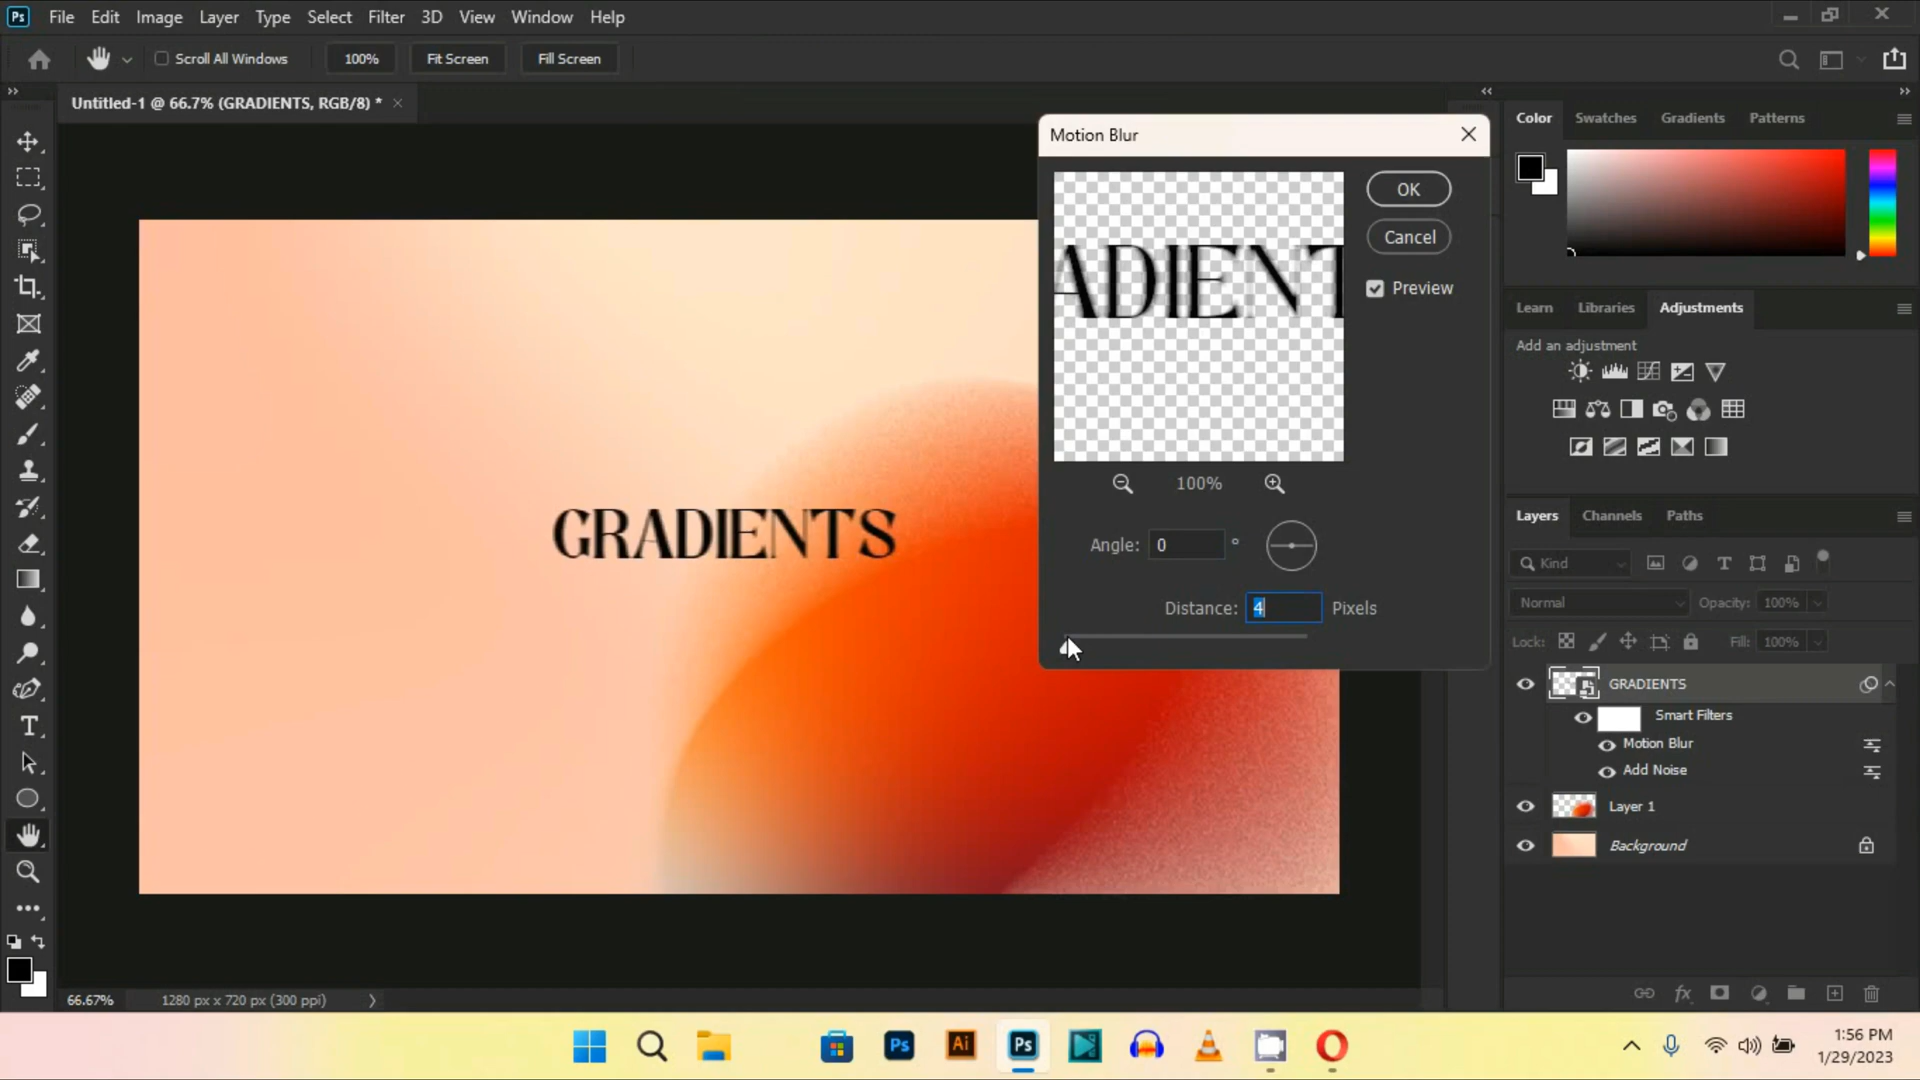 Ps File Edit Image Layer Type Select Filter 3D View Window Help
Scroll All Windows 100% Fit Screen Fill Screen
Untitled-1 @ 66.7% (GRADIENTS, RGB/8) *
Motion Blur
ADIENT
OK
Cancel
Preview
100%
Angle: 0 °
Distance: 4 Pixels
GRADIENTS
Color Swatches Gradients Patterns
Learn Libraries Adjustments
Add an adjustment
Layers Channels Paths
Kind
Normal Opacity: 100%
Lock: Fill: 100%
GRADIENTS
Smart Filters
Motion Blur
Add Noise
Layer 1
Background
66.67% 1280 px x 720 px (300 ppi)
Ps Ai Ps
1:56 PM
1/29/2023